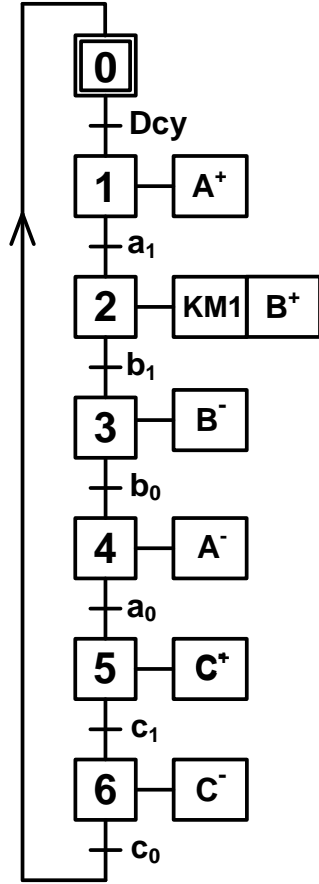 0
Dcy
1 A⁺
a₁
2 KM1 B⁺
b₁
3 B⁻
b₀
4 A⁻
a₀
5 C⁺
c₁
6 C⁻
c₀